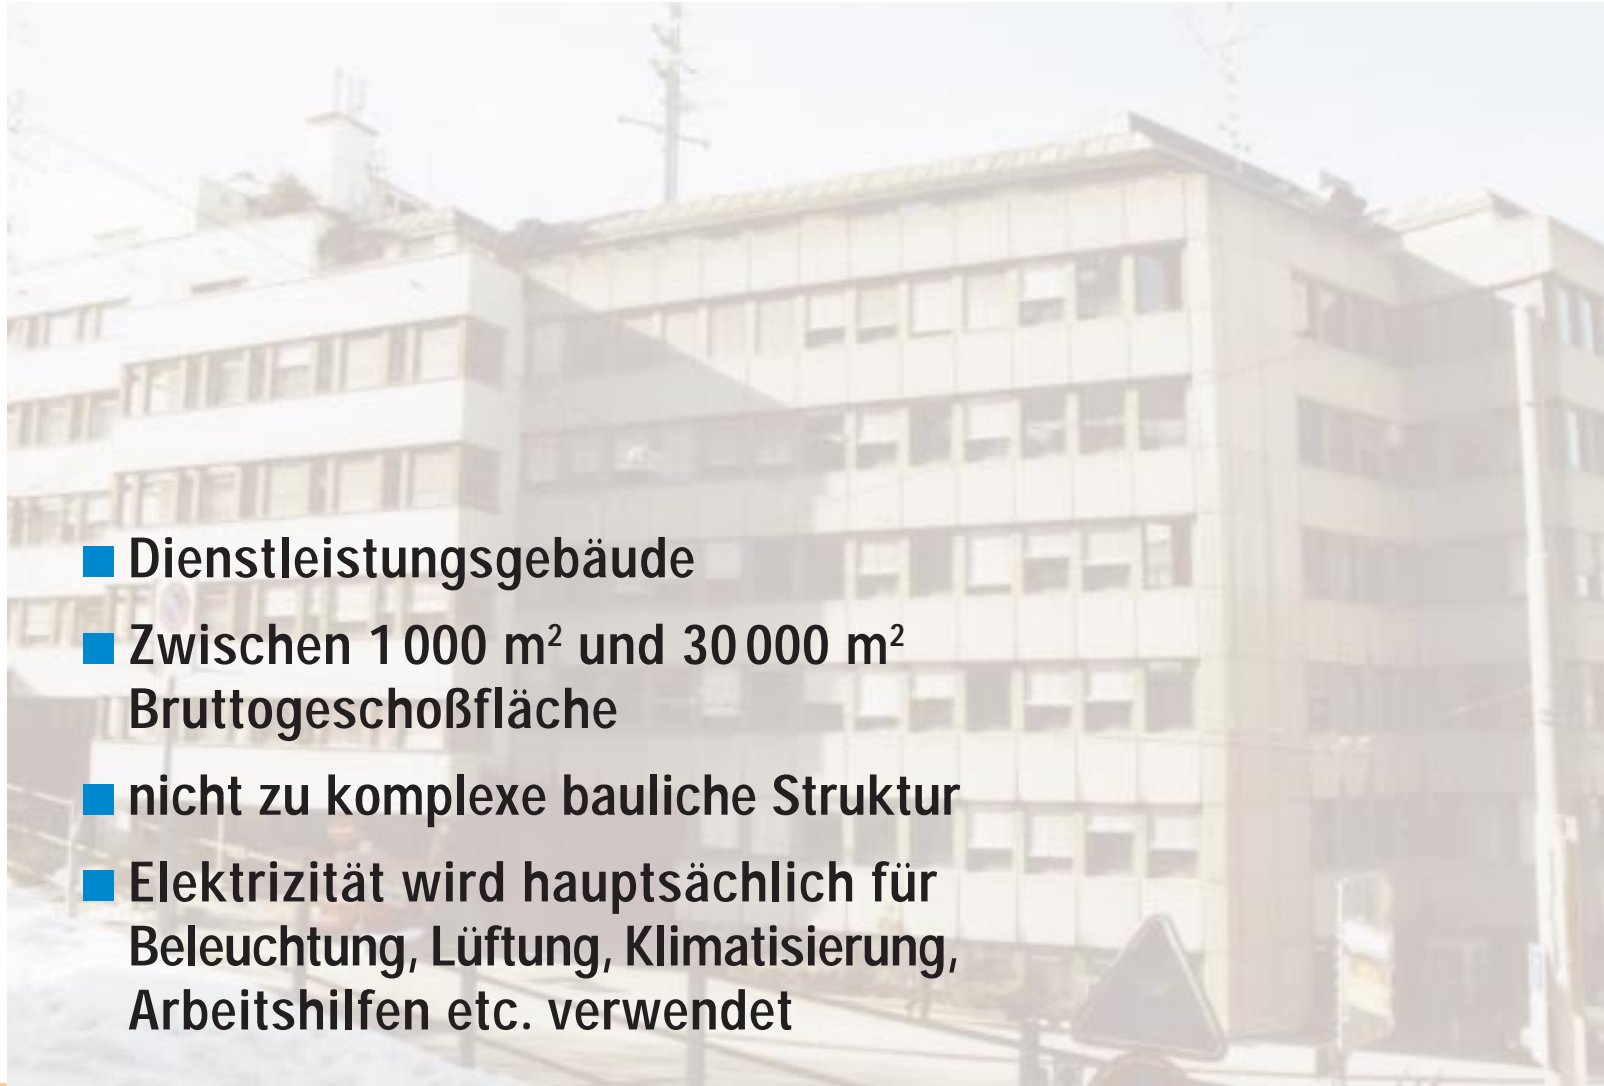 ■ Dienstleistungsgebäude
■ Zwischen 1 000 m² und 30 000 m²
Bruttogeschoßfläche
■ nicht zu komplexe bauliche Struktur
■ Elektrizität wird hauptsächlich für
Beleuchtung, Lüftung, Klimatisierung,
Arbeitshilfen etc. verwendet